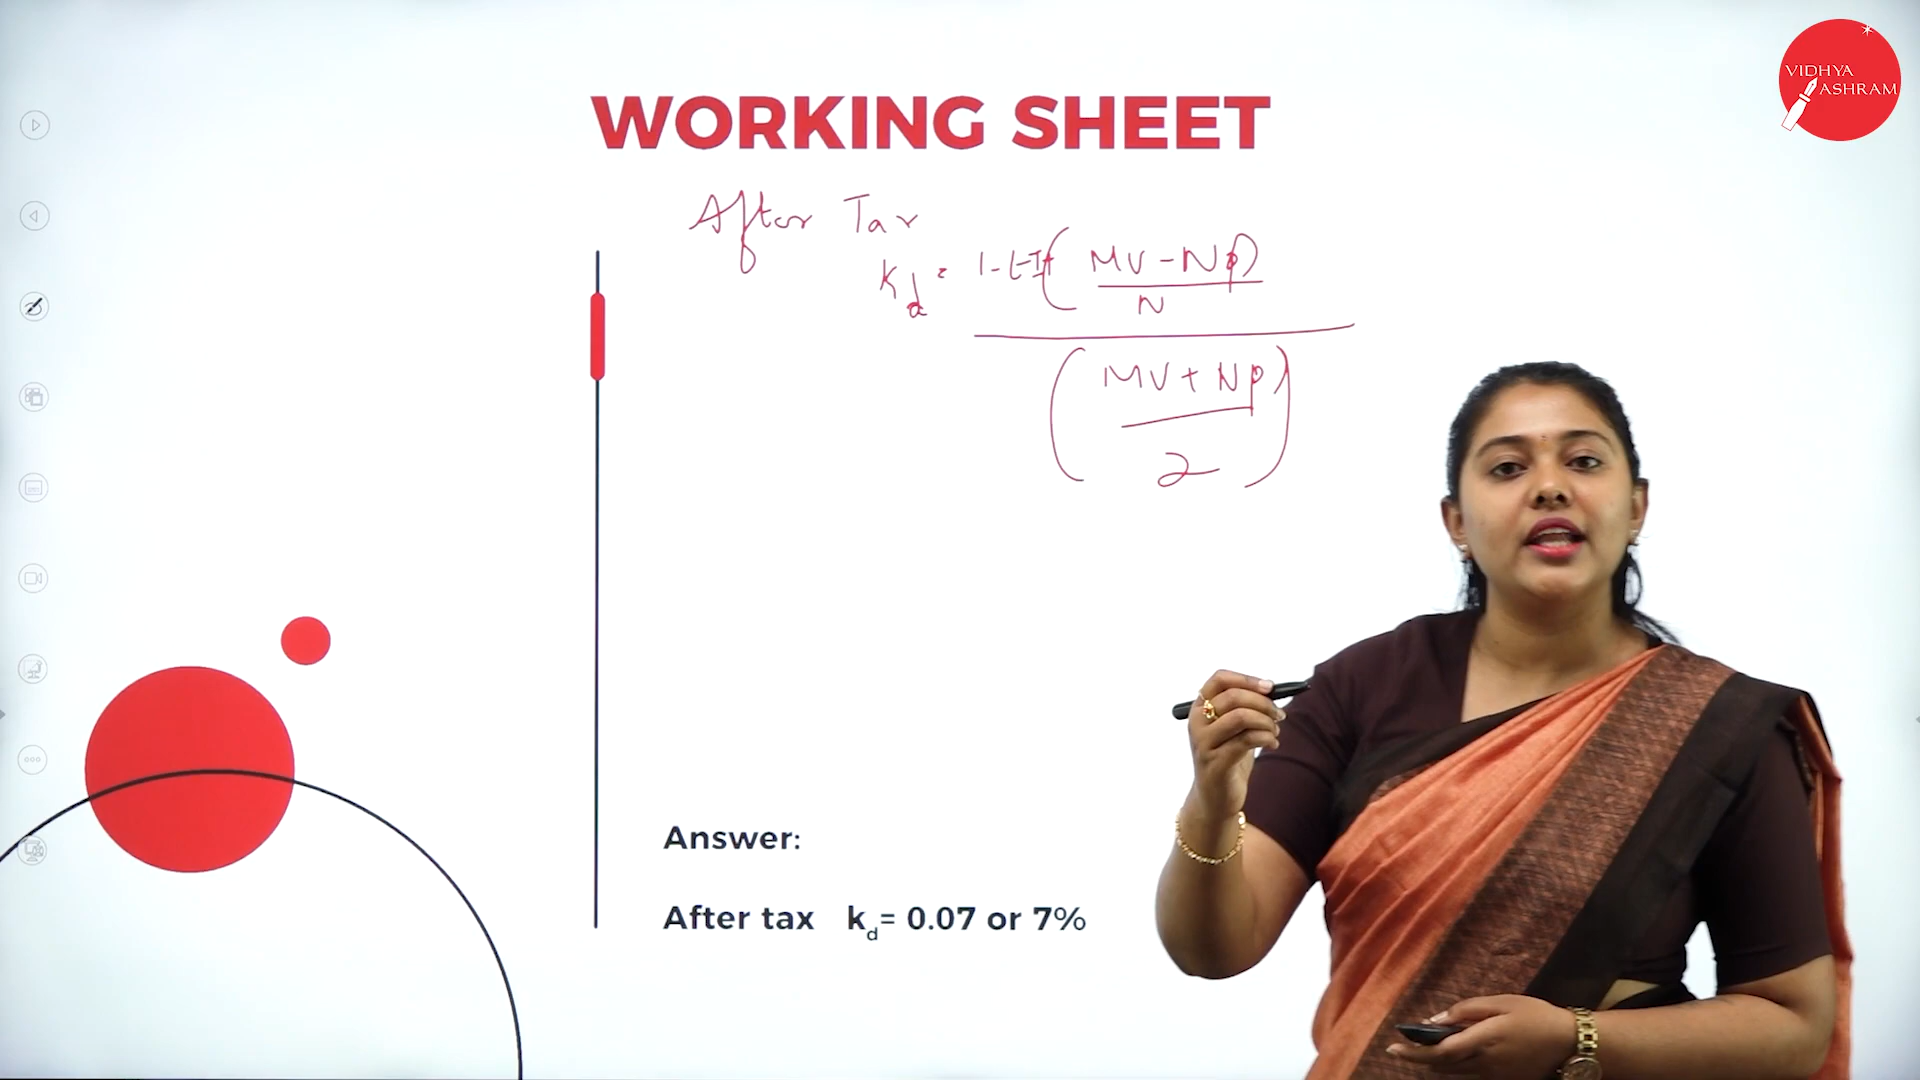 VIDHYA
ASHRAM
WORKING SHEET
After Tax
Kd = (MV - NP)
N
(MV + NP)
2
Answer:
After tax kd= 0.07 or 7%